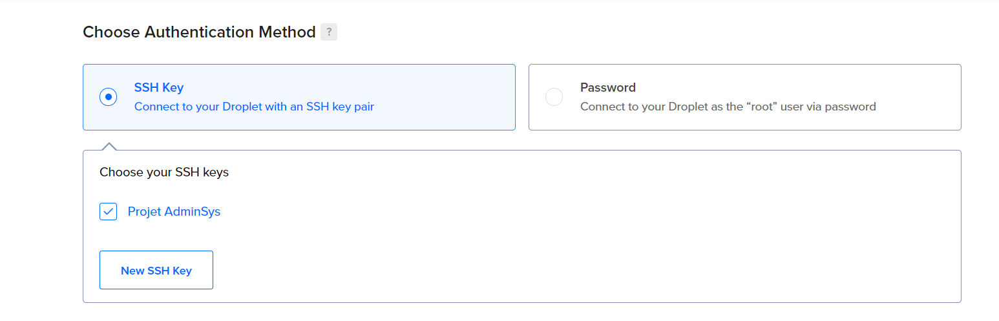 Choose Authentication Method ?
SSH Key
Connect to your Droplet with an SSH key pair
Password
Connect to your Droplet as the “root” user via password
Choose your SSH keys
Projet AdminSys
New SSH Key